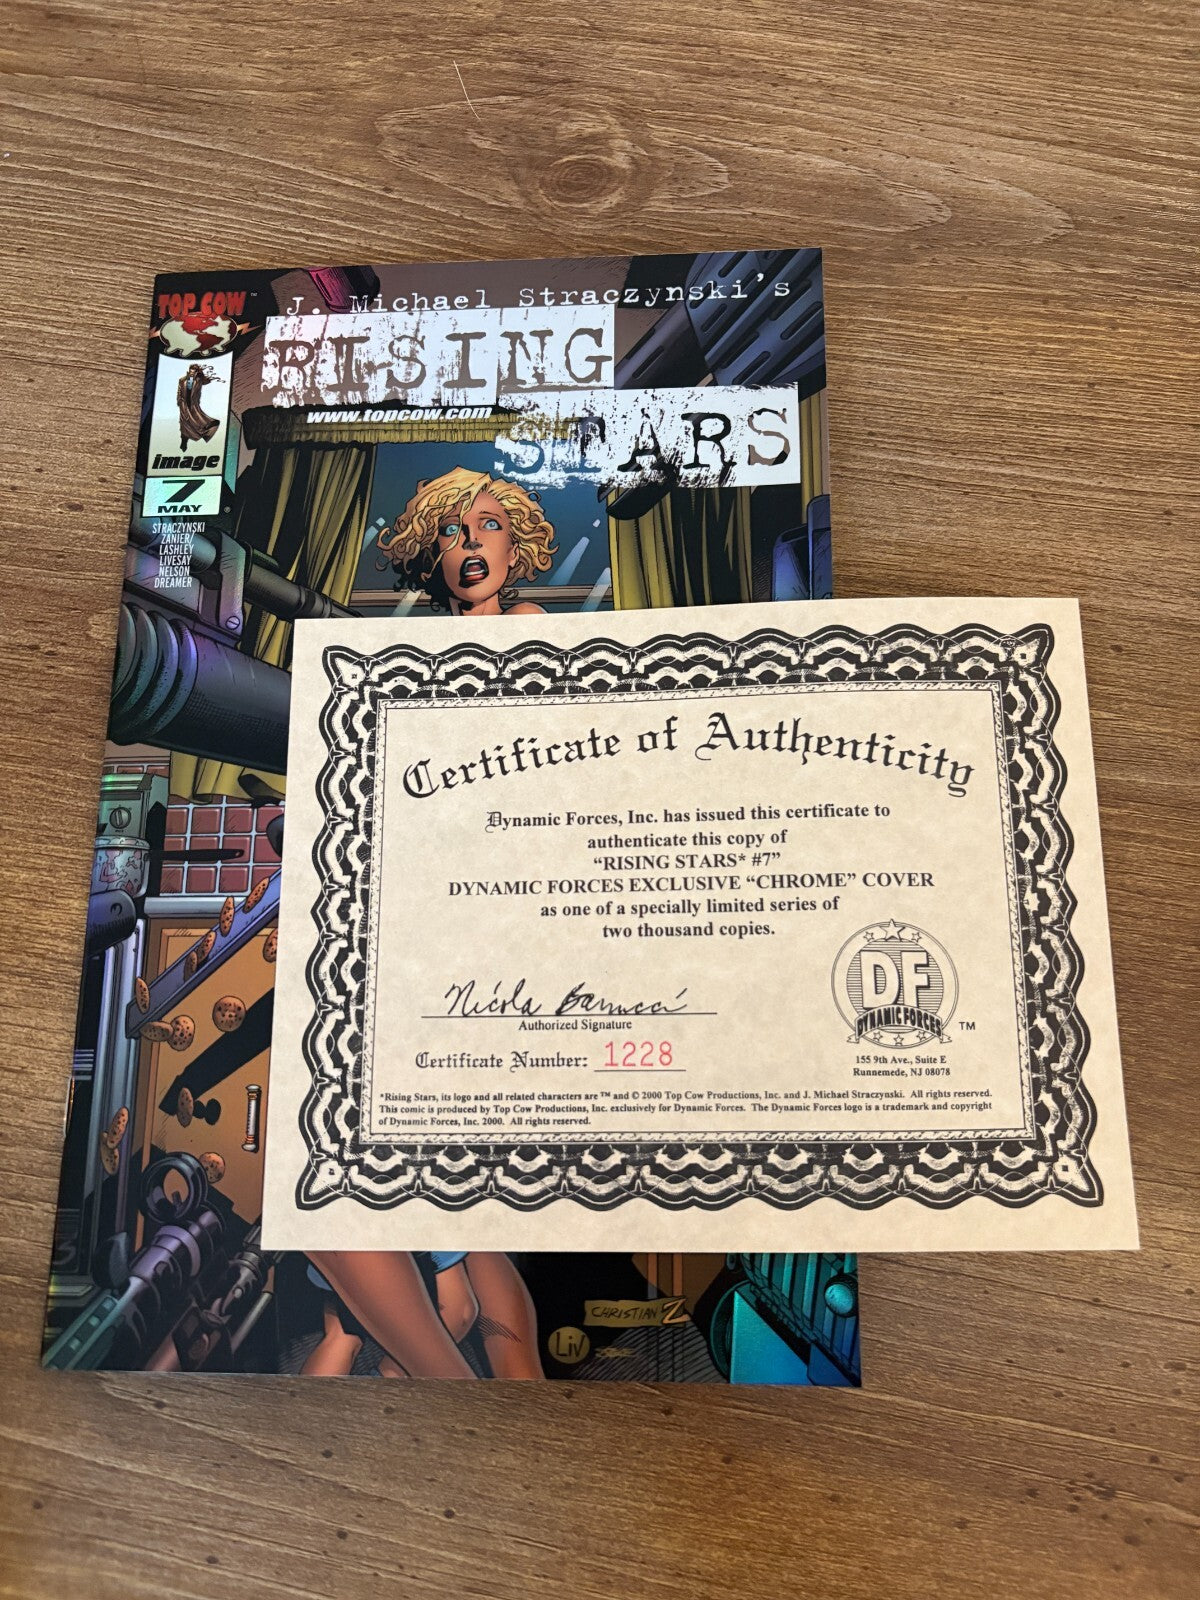 TOP COW™
J. Michael Straczynski's
RISING
STARS
www.topcow.com
image
7
MAY
®
STRACZYNSKI
ZANIER/
LASHLEY
LIVESAY
NELSON
DREAMER
Certificate of Authenticity
Dynamic Forces, Inc. has issued this certificate to
authenticate this copy of
“RISING STARS* #7”
DYNAMIC FORCES EXCLUSIVE “CHROME” COVER
as one of a specially limited series of
two thousand copies.
Nicola Barrucci
Authorized Signature
Certificate Number: 1228
DF
DYNAMIC FORCES
™
155 9th Ave., Suite E
Runnemede, NJ 08078
*Rising Stars, its logo and all related characters are ™ and © 2000 Top Cow Productions, Inc. and J. Michael Straczynski. All rights reserved.
This comic is produced by Top Cow Productions, Inc. exclusively for Dynamic Forces. The Dynamic Forces logo is a trademark and copyright
of Dynamic Forces, Inc. 2000. All rights reserved.
CHRISTIAN Z
Liv